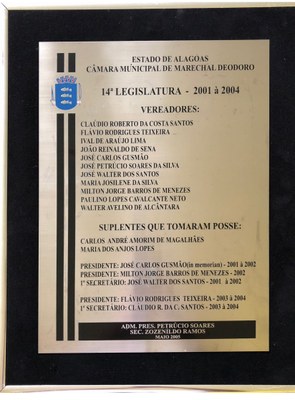 ESTADO DE ALAGOAS
CÂMARA MUNICIPAL DE MARECHAL DEODORO
14ª LEGISLATURA - 2001 à 2004
VEREADORES:
CLAÚDIO ROBERTO DA COSTA SANTOS
FLÁVIO RODRIGUES TEIXEIRA
IVAL DE ARAÚJO LIMA
JOÃO REINALDO DE SENA
JOSÉ CARLOS GUSMÃO
JOSÉ PETRÚCIO SOARES DA SILVA
JOSÉ WALTER DOS SANTOS
MARIA JOSILENE DA SILVA
MILTON JORGE BARROS DE MENEZES
PAULINO LOPES CAVALCANTE NETO
WALTER AVELINO DE ALCÂNTARA
SUPLENTES QUE TOMARAM POSSE:
CARLOS ANDRÉ AMORIM DE MAGALHÃES
MARIA DOS ANJOS LOPES
PRESIDENTE: JOSÉ CARLOS GUSMÃO(in memorian) - 2001 à 2002
PRESIDENTE: MILTON JORGE BARROS DE MENEZES - 2002
1º SECRETÁRIO: JOSÉ WALTER DOS SANTOS - 2001 à 2002
PRESIDENTE: FLÁVIO RODRIGUES TEIXEIRA - 2003 à 2004
1º SECRETÁRIO: CLAUDIO R. DA C. SANTOS - 2003 à 2004
ADM. PRES. PETRÚCIO SOARES
SEC. ZOZENILDO RAMOS
MAIO 2005